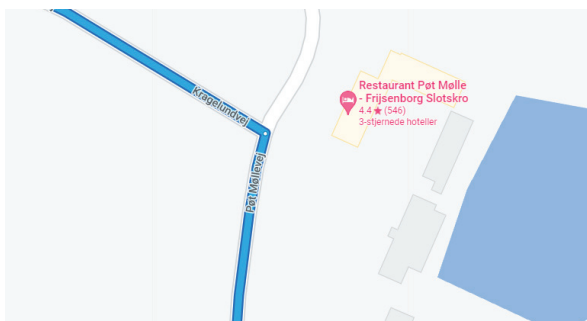 Kragelundvej
Pøt Møllevej
Restaurant Pøt Mølle
- Frijsenborg Slotskro
4.4★(546)
3-stjernede hoteller